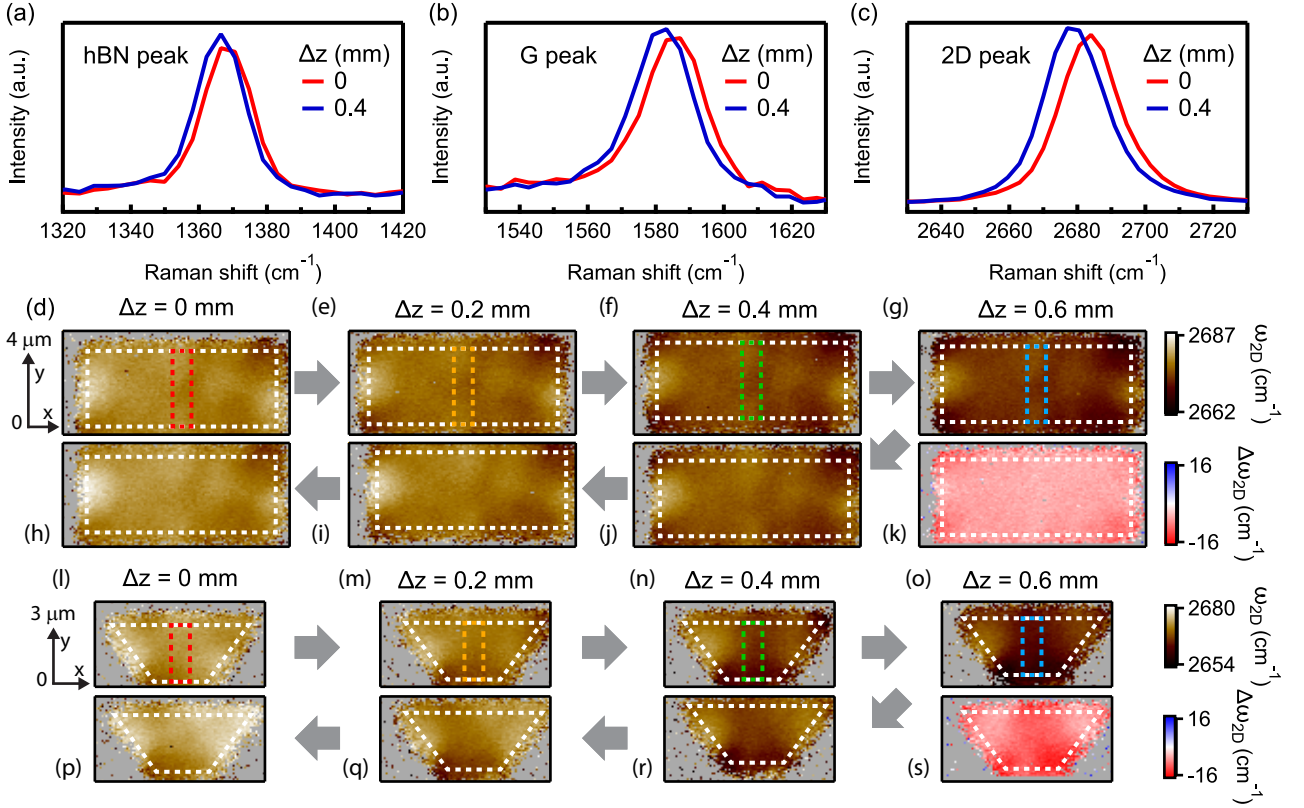 (a)
hBN peak
Δz (mm)
0
0.4
Intensity (a.u.)
1320 1340 1360 1380 1400 1420
Raman shift (cm⁻¹)
(b)
G peak
Δz (mm)
0
0.4
Intensity (a.u.)
1540 1560 1580 1600 1620
Raman shift (cm⁻¹)
(c)
2D peak
Δz (mm)
0
0.4
Intensity (a.u.)
2640 2660 2680 2700 2720
Raman shift (cm⁻¹)
(d) Δz = 0 mm
(e) Δz = 0.2 mm
(f) Δz = 0.4 mm
(g) Δz = 0.6 mm
4 μm
y
0
x
2687
2662
ω2D (cm⁻¹)
(h)
(i)
(j)
(k)
16
-16
Δω2D (cm⁻¹)
(l) Δz = 0 mm
(m) Δz = 0.2 mm
(n) Δz = 0.4 mm
(o) Δz = 0.6 mm
3 μm
y
0
x
2680
2654
ω2D (cm⁻¹)
(p)
(q)
(r)
(s)
16
-16
Δω2D (cm⁻¹)